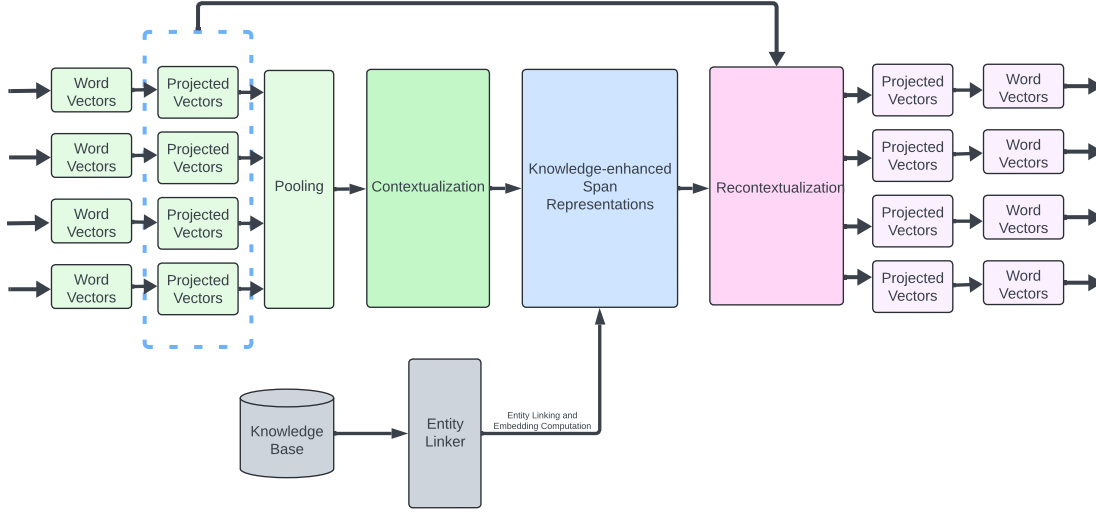 Word
Vectors
Word
Vectors
Word
Vectors
Word
Vectors
Projected
Vectors
Projected
Vectors
Projected
Vectors
Projected
Vectors
Pooling
Contextualization
Knowledge-enhanced
Span
Representations
Recontextualization
Projected
Vectors
Projected
Vectors
Projected
Vectors
Projected
Vectors
Word
Vectors
Word
Vectors
Word
Vectors
Word
Vectors
Knowledge
Base
Entity
Linker
Entity Linking and
Embedding Computation